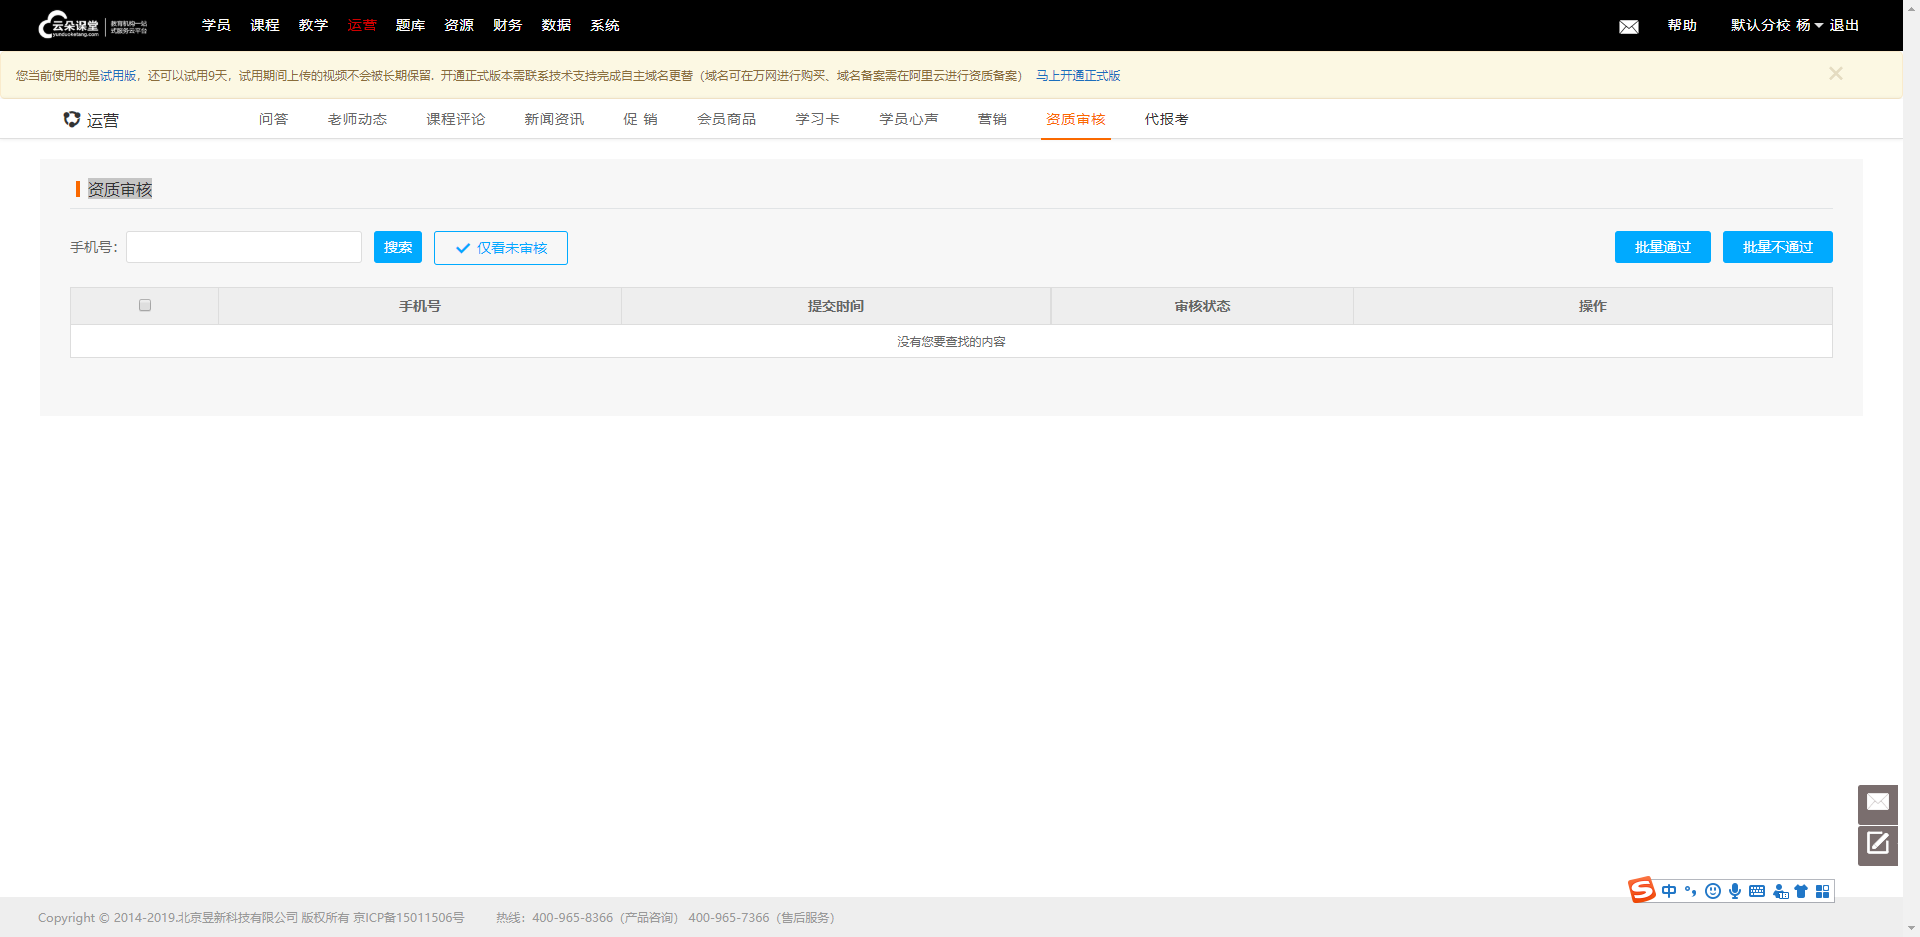 云朵课堂 yunduoketang.com 教育机构一站式服务云平台
学员 课程 教学 运营 题库 资源 财务 数据 系统 帮助 默认分校 杨 退出
您当前使用的是试用版，还可以试用9天，试用期间上传的视频不会被长期保留. 开通正式版本需联系技术支持完成自主域名更替（域名可在万网进行购买、域名备案需在阿里云进行资质备案） 马上开通正式版
运营 问答 老师动态 课程评论 新闻资讯 促 销 会员商品 学习卡 学员心声 营销 资质审核 代报考
资质审核
手机号： 搜索 仅看未审核 批量通过 批量不通过
手机号 提交时间 审核状态 操作
没有您要查找的内容
中
Copyright © 2014-2019.北京昱新科技有限公司 版权所有 京ICP备15011506号 热线：400-965-8366（产品咨询） 400-965-7366（售后服务）